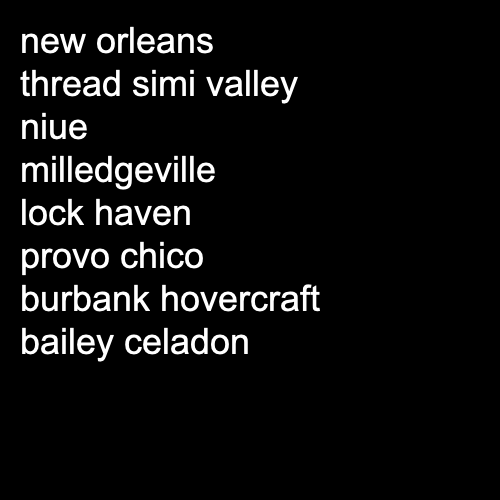 new orleans
thread simi valley
niue
milledgeville
lock haven
provo chico
burbank hovercraft
bailey celadon